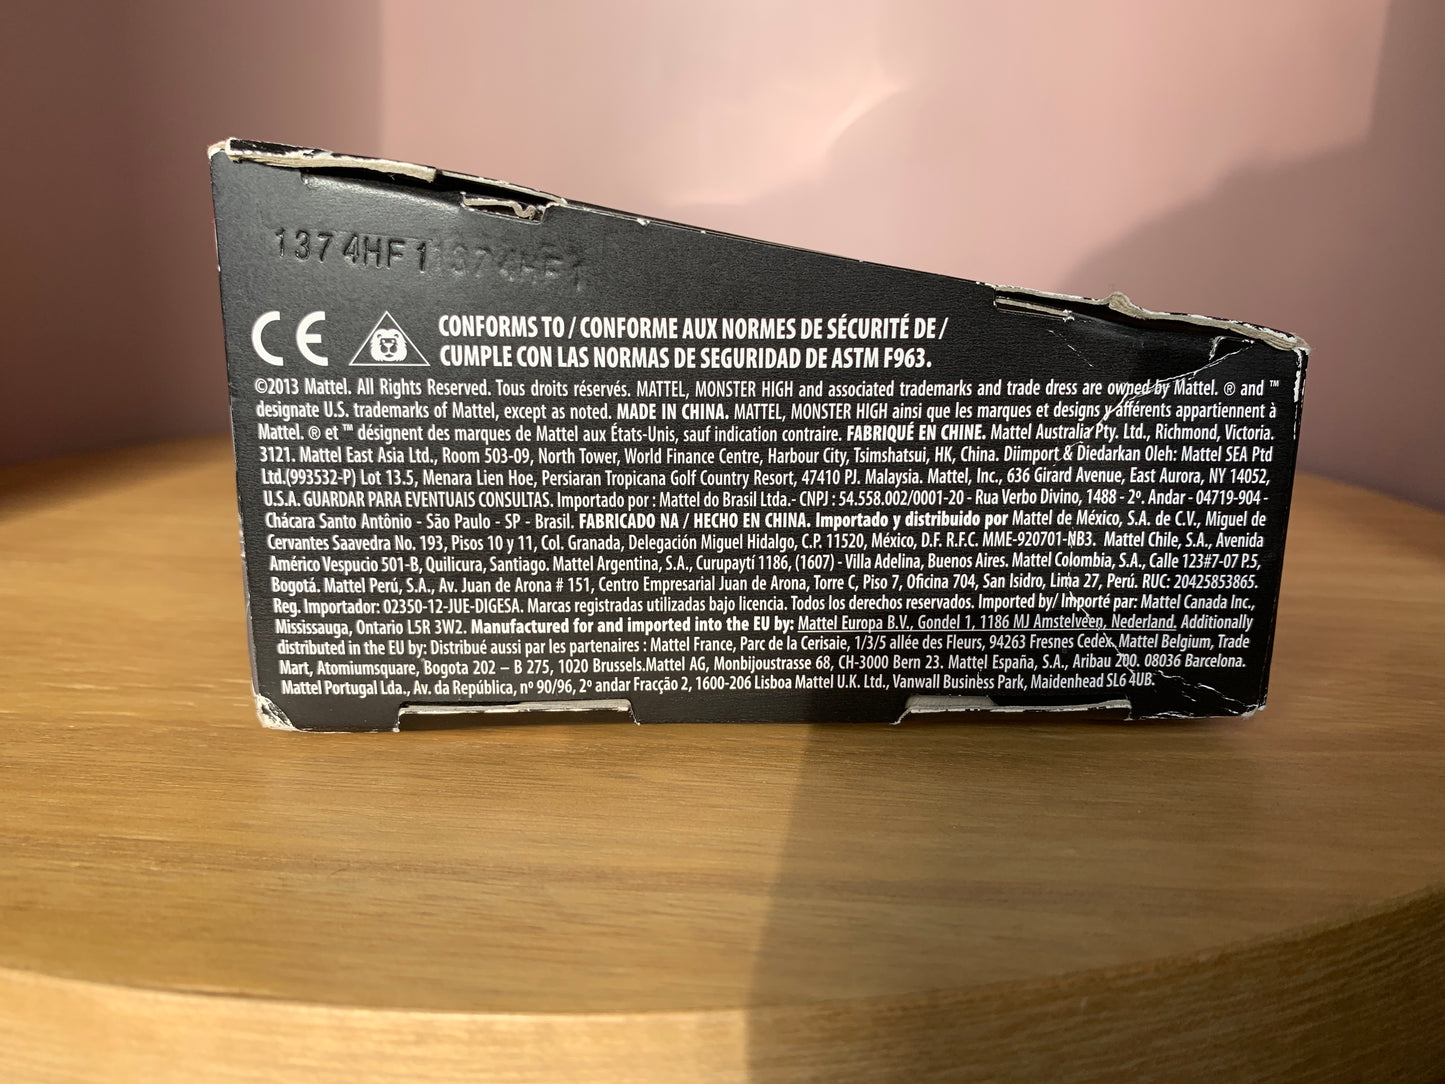 1374HF1 1374HF1
CE
CONFORMS TO / CONFORME AUX NORMES DE SÉCURITÉ DE /
CUMPLE CON LAS NORMAS DE SEGURIDAD DE ASTM F963.
©2013 Mattel. All Rights Reserved. Tous droits réservés. MATTEL, MONSTER HIGH and associated trademarks and trade dress are owned by Mattel. ® and ™
designate U.S. trademarks of Mattel, except as noted. MADE IN CHINA. MATTEL, MONSTER HIGH ainsi que les marques et designs y afférents appartiennent à
Mattel. ® et ™ désignent des marques de Mattel aux États-Unis, sauf indication contraire. FABRIQUÉ EN CHINE. Mattel Australia Pty. Ltd., Richmond, Victoria.
3121. Mattel East Asia Ltd., Room 503-09, North Tower, World Finance Centre, Harbour City, Tsimshatsui, HK, China. Diimport & Diedarkan Oleh: Mattel SEA Ptd
Ltd.(993532-P) Lot 13.5, Menara Lien Hoe, Persiaran Tropicana Golf Country Resort, 47410 PJ. Malaysia. Mattel, Inc., 636 Girard Avenue, East Aurora, NY 14052,
U.S.A. GUARDAR PARA EVENTUAIS CONSULTAS. Importado por : Mattel do Brasil Ltda.- CNPJ : 54.558.002/0001-20 - Rua Verbo Divino, 1488 - 2º. Andar - 04719-904 -
Chácara Santo Antônio - São Paulo - SP - Brasil. FABRICADO NA / HECHO EN CHINA. Importado y distribuido por Mattel de México, S.A. de C.V., Miguel de
Cervantes Saavedra No. 193, Pisos 10 y 11, Col. Granada, Delegación Miguel Hidalgo, C.P. 11520, México, D.F. R.F.C. MME-920701-NB3. Mattel Chile, S.A., Avenida
Américo Vespucio 501-B, Quilicura, Santiago. Mattel Argentina, S.A., Curupaytí 1186, (1607) - Villa Adelina, Buenos Aires. Mattel Colombia, S.A., Calle 123#7-07 P.5,
Bogotá. Mattel Perú, S.A., Av. Juan de Arona # 151, Centro Empresarial Juan de Arona, Torre C, Piso 7, Oficina 704, San Isidro, Lima 27, Perú. RUC: 20425853865.
Reg. Importador: 02350-12-JUE-DIGESA. Marcas registradas utilizadas bajo licencia. Todos los derechos reservados. Imported by/ Importé par: Mattel Canada Inc.,
Mississauga, Ontario L5R 3W2. Manufactured for and imported into the EU by: Mattel Europa B.V., Gondel 1, 1186 MJ Amstelveen, Nederland. Additionally
distributed in the EU by: Distribué aussi par les partenaires : Mattel France, Parc de la Cerisaie, 1/3/5 allée des Fleurs, 94263 Fresnes Cedex. Mattel Belgium, Trade
Mart, Atomiumsquare, Bogota 202 – B 275, 1020 Brussels.Mattel AG, Monbijoustrasse 68, CH-3000 Bern 23. Mattel España, S.A., Aribau 200. 08036 Barcelona.
Mattel Portugal Lda., Av. da República, nº 90/96, 2º andar Fracção 2, 1600-206 Lisboa Mattel U.K. Ltd., Vanwall Business Park, Maidenhead SL6 4UB.